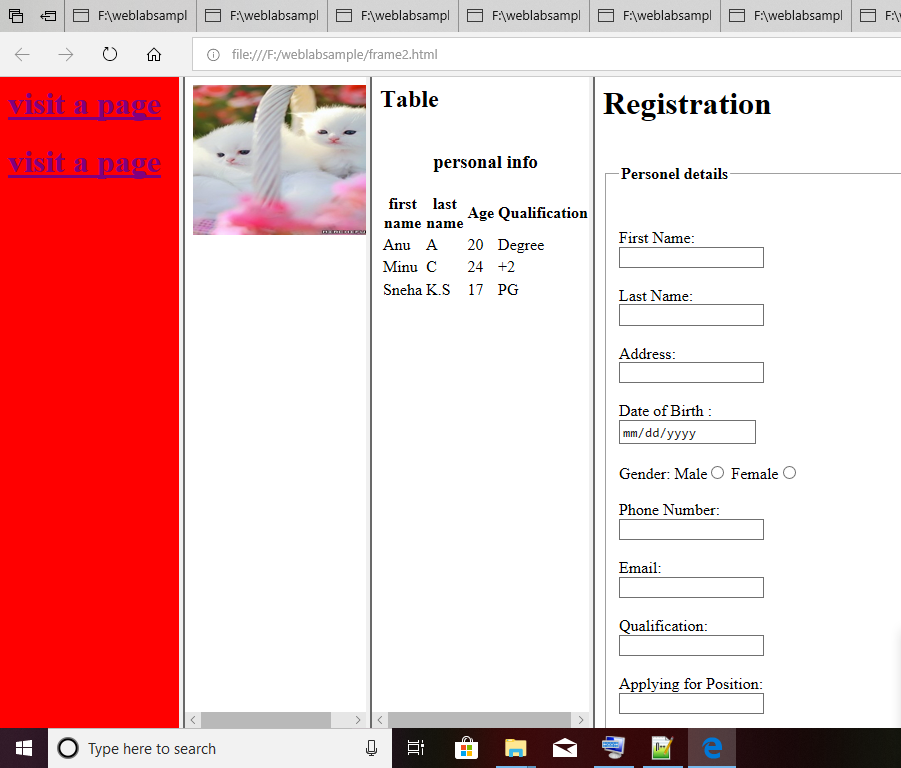 F:\weblabsampl F:\weblabsampl F:\weblabsampl F:\weblabsampl F:\weblabsampl F:\weblabsampl F:\
file:///F:/weblabsample/frame2.html
visit a page
visit a page
Table
personal info
first name last name Age Qualification
Anu A 20 Degree
Minu C 24 +2
Sneha K.S 17 PG
Registration
Personel details
First Name:
Last Name:
Address:
Date of Birth :
mm/dd/yyyy
Gender: Male Female
Phone Number:
Email:
Qualification:
Applying for Position:
Type here to search